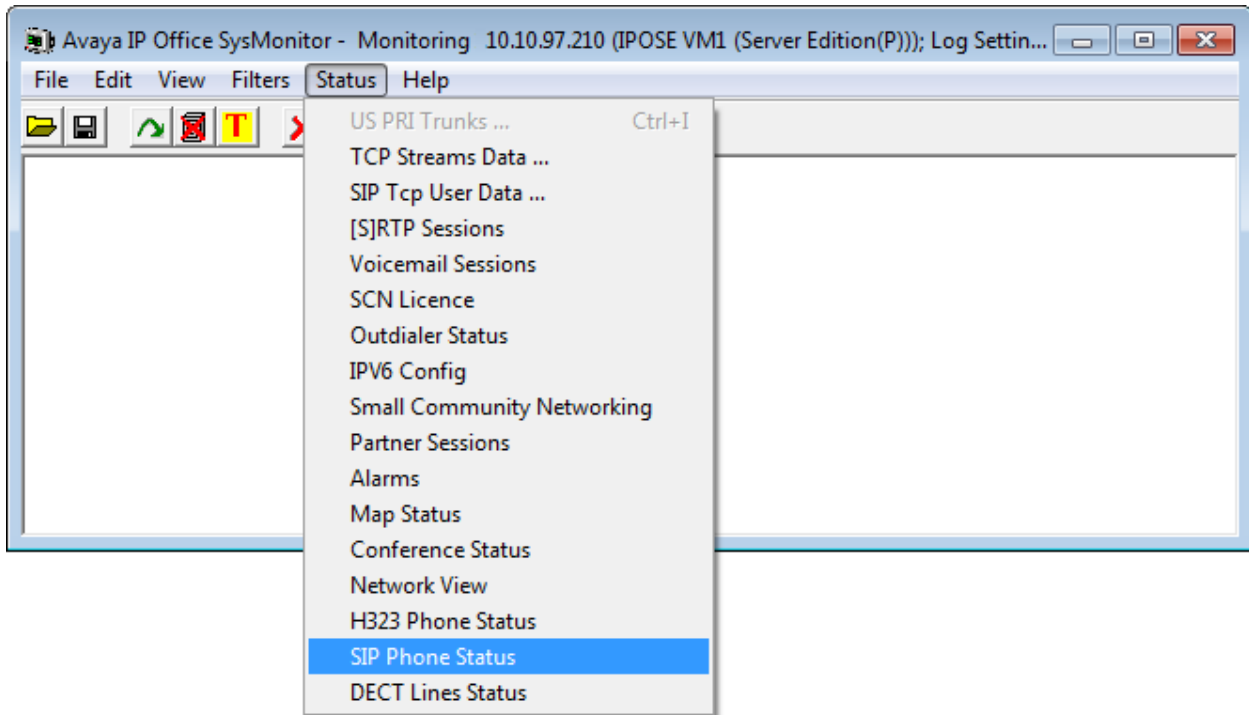 Avaya IP Office SysMonitor - Monitoring 10.10.97.210 (IPOSE VM1 (Server Edition(P))); Log Settin...
File Edit View Filters Status Help
T
US PRI Trunks ... Ctrl+I
TCP Streams Data ...
SIP Tcp User Data ...
[S]RTP Sessions
Voicemail Sessions
SCN Licence
Outdialer Status
IPV6 Config
Small Community Networking
Partner Sessions
Alarms
Map Status
Conference Status
Network View
H323 Phone Status
SIP Phone Status
DECT Lines Status